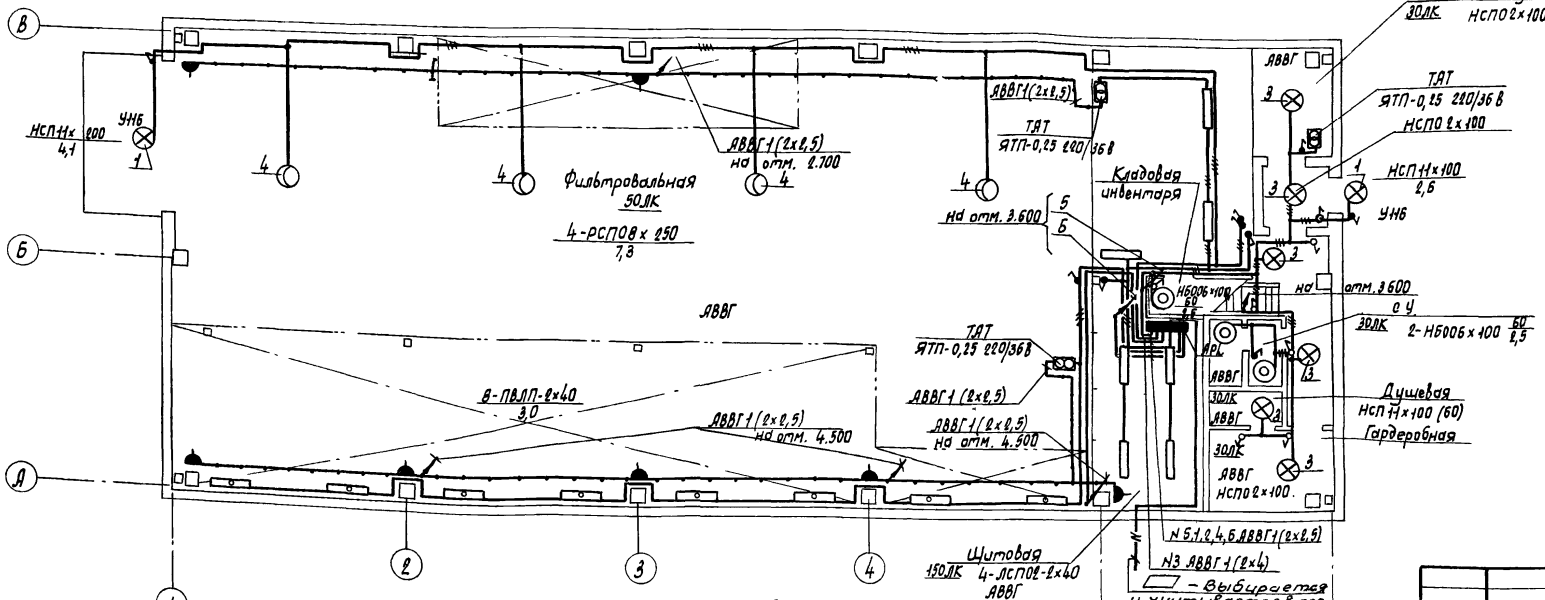 В
Б
А
2
3
4
НСП11х 200
4,1
УНБ
1
4
4
4
4
Фильтровальная
50ЛК
4-РСП08х 250
7,3
АВВГ1(2х2,5)
на отм. 2.700
АВВГ1(2х2,5)
ТАТ
ЯТП-0,25 220/36В
на отм. 3.600
5
Б
Кладовая
инвентаря
АВВГ
30ЛК НСП02х100
ТАТ
ЯТП-0,25 220/36В
НСП02х100
1
НСП11х100
2,6
УНБ
3
3
3
на отм. 3.600
СУ
30ЛК 2-НБ006х100 60
2,5
НБ006х100
60
АВВГ
ТАТ
ЯТП-0,25 220/36В
АВВГ1 (2х2,5)
АВВГ1(2х2,5)
на отм. 4.500
8-ПВЛП-2х40
3,0
АВВГ1(2х2,5)
на отм. 4.500
АВВГ
30ЛК
АВВГ
3
30ЛК
3
АВВГ
НСП02х100.
Душевая
НСП11х100 (60)
Гардеробная
N 5,1,2,4,6 АВВГ1(2х2,5)
N3 АВВГ1(2х4)
Щитовая
150ЛК 4-ЛСП02-2х40
АВВГ
- Выбирается